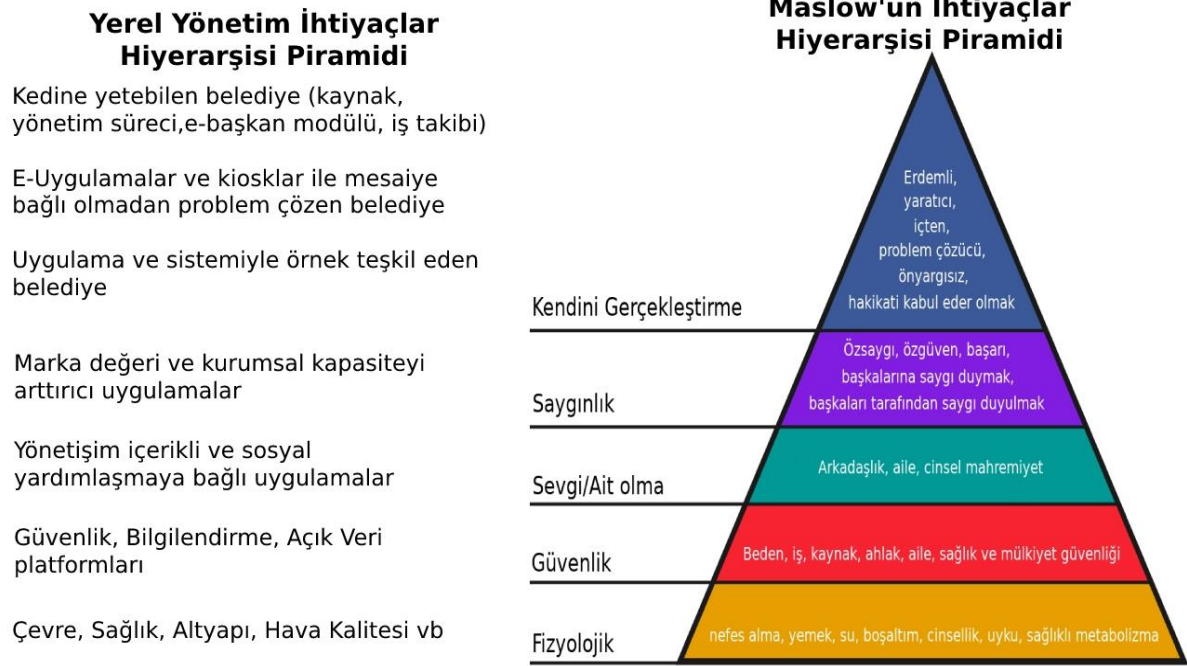 Yerel Yönetim İhtiyaçlar
Hiyerarşisi Piramidi
Kedine yetebilen belediye (kaynak,
yönetim süreci,e-başkan modülü, iş takibi)
E-Uygulamalar ve kiosklar ile mesaiye
bağlı olmadan problem çözen belediye
Uygulama ve sistemiyle örnek teşkil eden
belediye
Marka değeri ve kurumsal kapasiteyi
arttırıcı uygulamalar
Yönetişim içerikli ve sosyal
yardımlaşmaya bağlı uygulamalar
Güvenlik, Bilgilendirme, Açık Veri
platformları
Çevre, Sağlık, Altyapı, Hava Kalitesi vb
Maslow'un İhtiyaçlar
Hiyerarşisi Piramidi
Erdemli,
yaratıcı,
içten,
problem çözücü,
önyargısız,
hakikati kabul eder olmak
Kendini Gerçekleştirme
Özsaygı, özgüven, başarı,
başkalarına saygı duymak,
başkaları tarafından saygı duyulmak
Saygınlık
Arkadaşlık, aile, cinsel mahremiyet
Sevgi/Ait olma
Beden, iş, kaynak, ahlak, aile, sağlık ve mülkiyet güvenliği
Güvenlik
nefes alma, yemek, su, boşaltım, cinsellik, uyku, sağlıklı metabolizma
Fizyolojik